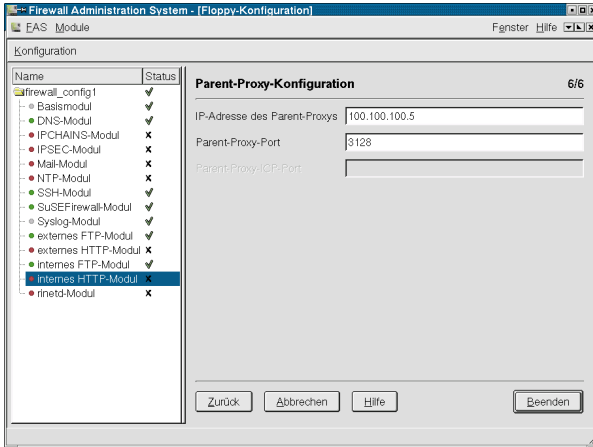 Firewall Administration System - [Floppy-Konfiguration]
FAS Module Fenster Hilfe
Konfiguration
Name Status
firewall_config1
Basismodul
DNS-Modul
IPCHAINS-Modul
IPSEC-Modul
Mail-Modul
NTP-Modul
SSH-Modul
SuSEFirewall-Modul
Syslog-Modul
externes FTP-Modul
externes HTTP-Modul
internes FTP-Modul
internes HTTP-Modul
rinetd-Modul
Parent-Proxy-Konfiguration 6/6
IP-Adresse des Parent-Proxys 100.100.100.5
Parent-Proxy-Port 3128
Parent-Proxy-ICP-Port
Zurück Abbrechen Hilfe Beenden